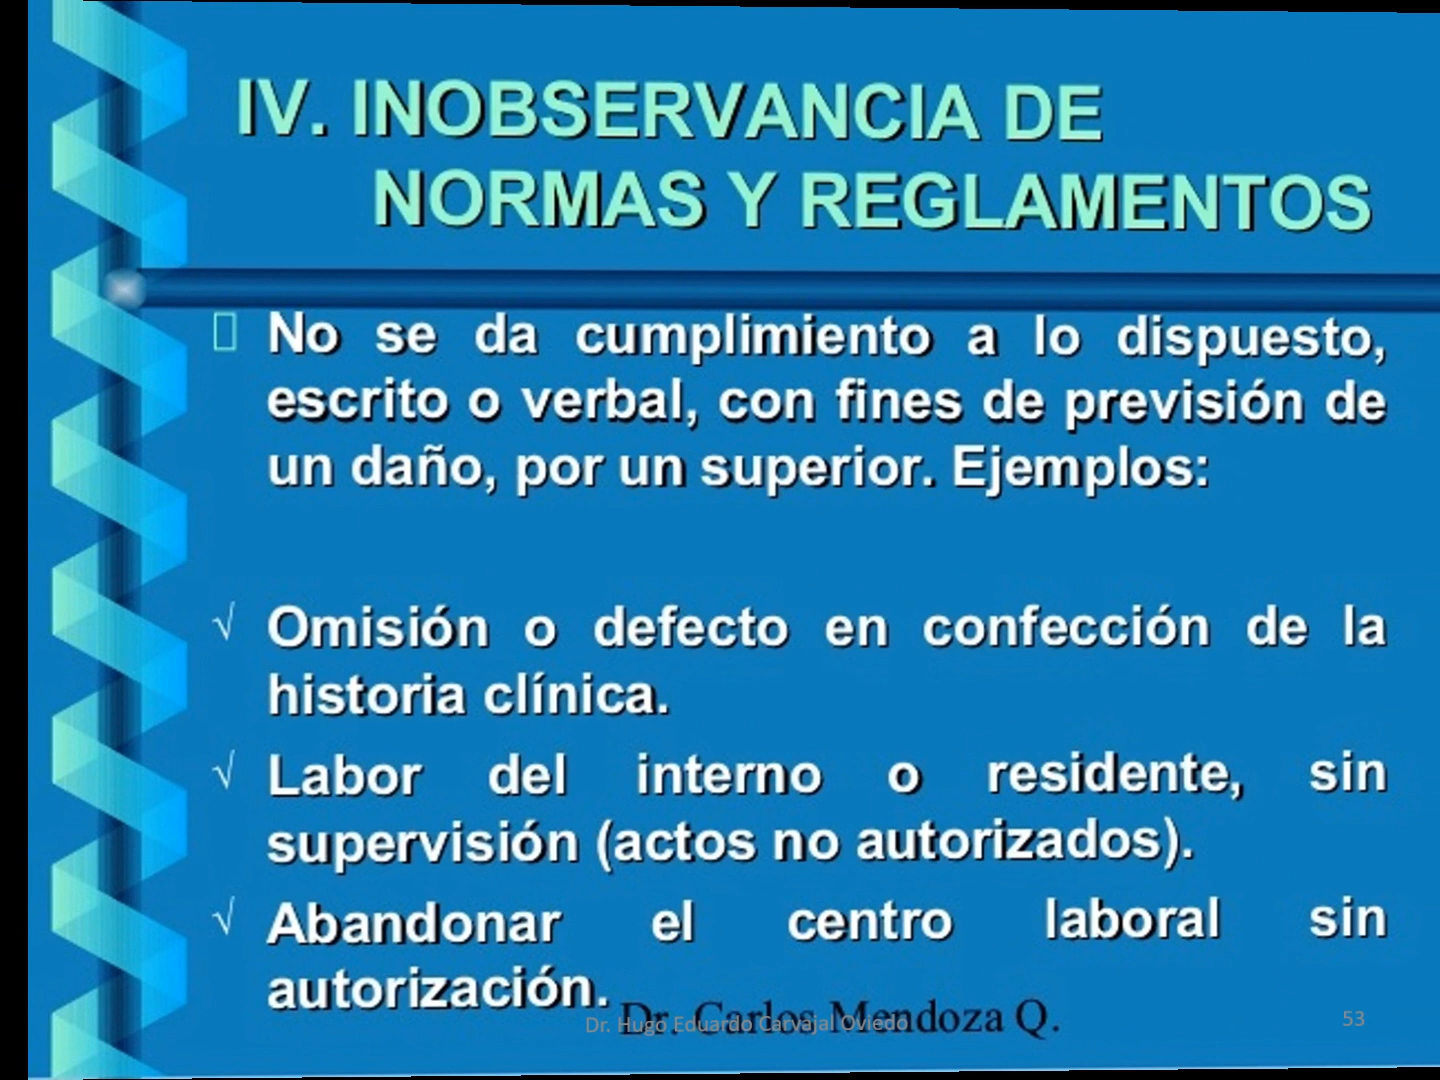 IV. INOBSERVANCIA DE
NORMAS Y REGLAMENTOS
No se da cumplimiento a lo dispuesto,
escrito o verbal, con fines de previsión de
un daño, por un superior. Ejemplos:
√ Omisión o defecto en confección de la
historia clínica.
√ Labor del interno o residente, sin
supervisión (actos no autorizados).
√ Abandonar el centro laboral sin
autorización.
Dr. Carlos Mendoza Q.
Dr. Hugo Eduardo Carvajal Oviedo
53